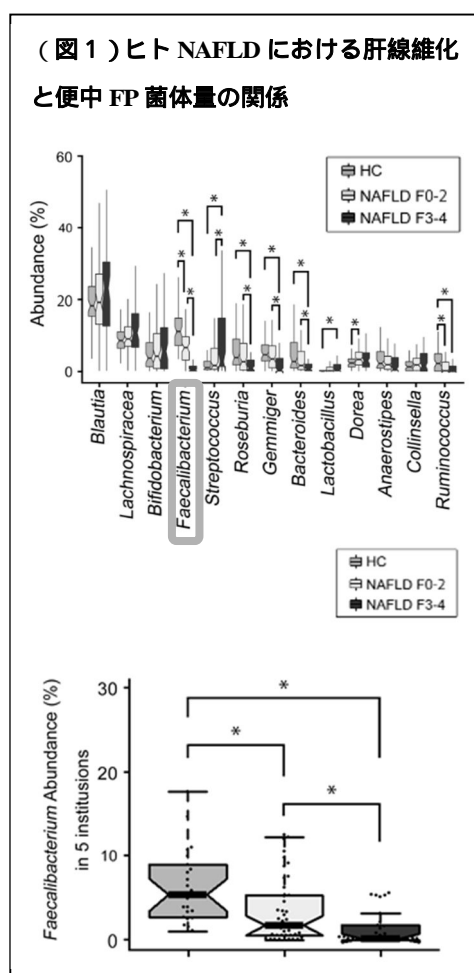 (図1)ヒト NAFLD における肝線維化
と便中 FP 菌体量の関係
60
40
20
0
Abundance (%)
HC
NAFLD F0-2
NAFLD F3-4
* * * * * * * * * * * * * * * *
Blautia
Lachnospiracea
Bifidobacterium
Faecalibacterium
Streptococcus
Roseburia
Gemmiger
Bacteroides
Lactobacillus
Dorea
Anaerostipes
Collinsella
Ruminococcus
HC
NAFLD F0-2
NAFLD F3-4
Faecalibacterium Abundance (%)
in 5 institusions
30
20
10
0
*
*
*